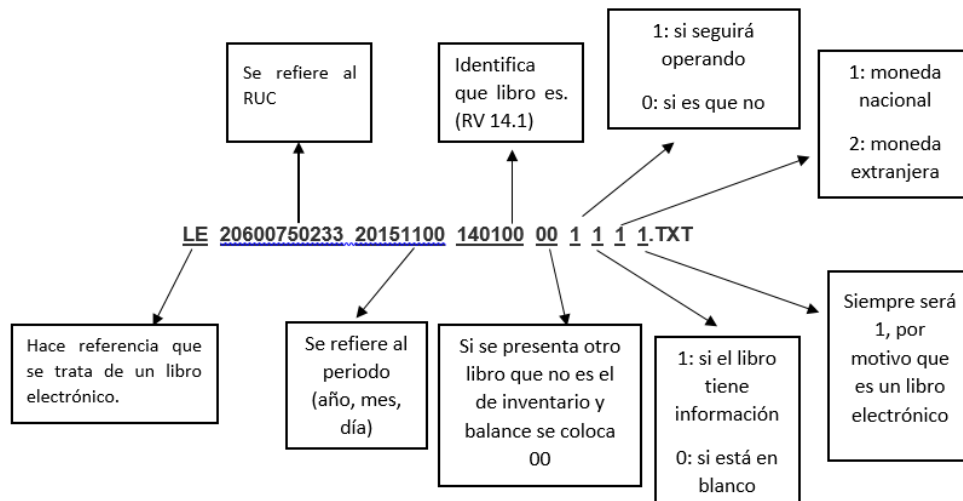 Se refiere al
RUC
Identifica
que libro es.
(RV 14.1)
1: si seguirá
operando
0: si es que no
1: moneda
nacional
2: moneda
extranjera
LE 20600750233 20151100 140100 00 1 1 1 1.TXT
Hace referencia que
se trata de un libro
electrónico.
Se refiere al
periodo
(año, mes,
día)
Si se presenta otro
libro que no es el
de inventario y
balance se coloca
00
1: si el libro
tiene
información
0: si está en
blanco
Siempre será
1, por
motivo que
es un libro
electrónico